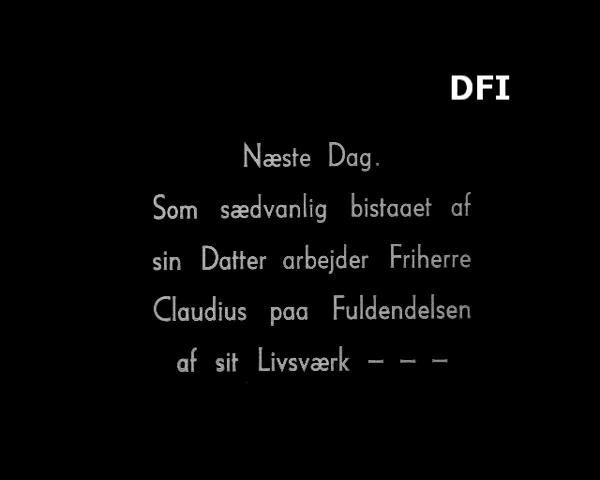 DFI
Næste Dag.
Som sædvanlig bistaaet af
sin Datter arbejder Friherre
Claudius paa Fuldendelsen
af sit Livsværk — — —